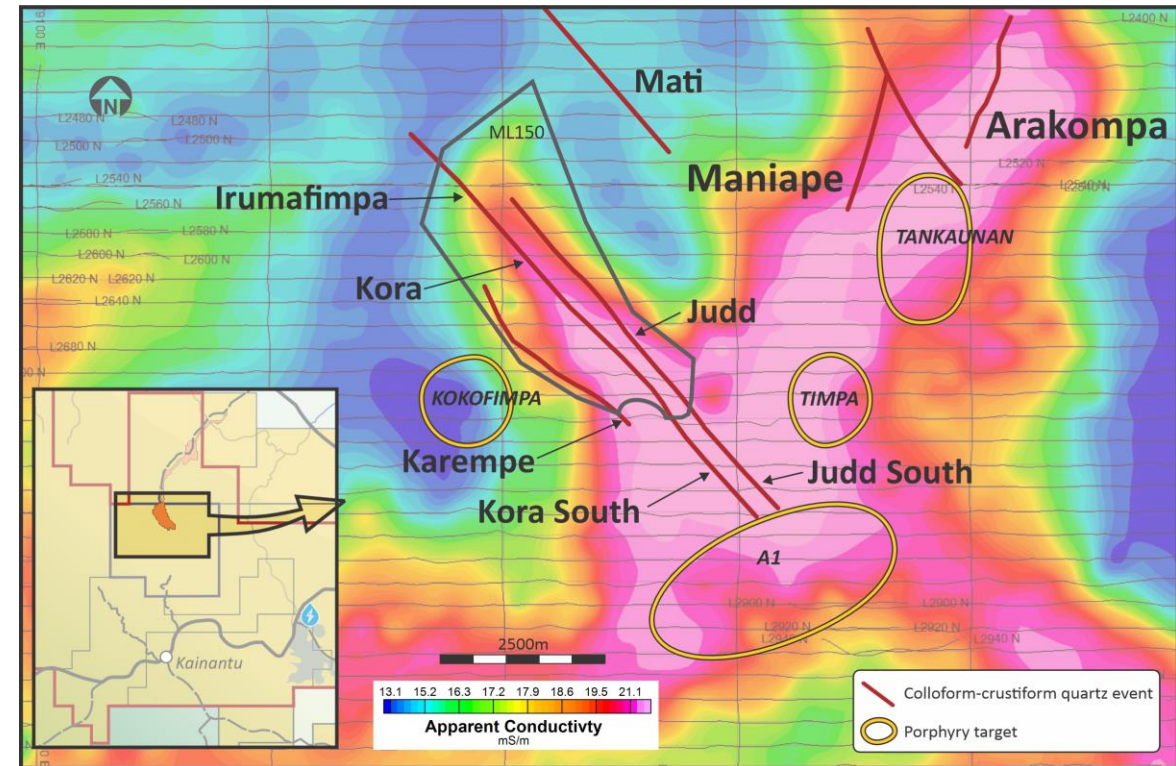 9100 E
L2400 N
N
L2480 N
L2480 N
L2500 N
L2500 N
L2540 N
L2560 N
L2580 N
L2580 N
L2600 N
L2600 N
L2620 N
L2620 N
L2640 N
L2680 N
00 N
Mati
ML150
Arakompa
Maniape
L2520 N
L2540 N
L2540 N
Irumafimpa
TANKAUNAN
Kora
Judd
KOKOFIMPA
TIMPA
Karempe
Judd South
Kora South
A1
L2900 N
L2900 N
L2920 N
L2920 N
L2940 N
L2940 N
Kainantu
2500m
13.1 15.2 16.3 17.2 17.9 18.6 19.5 21.1
Apparent Conductivty
mS/m
Colloform-crustiform quartz event
Porphyry target